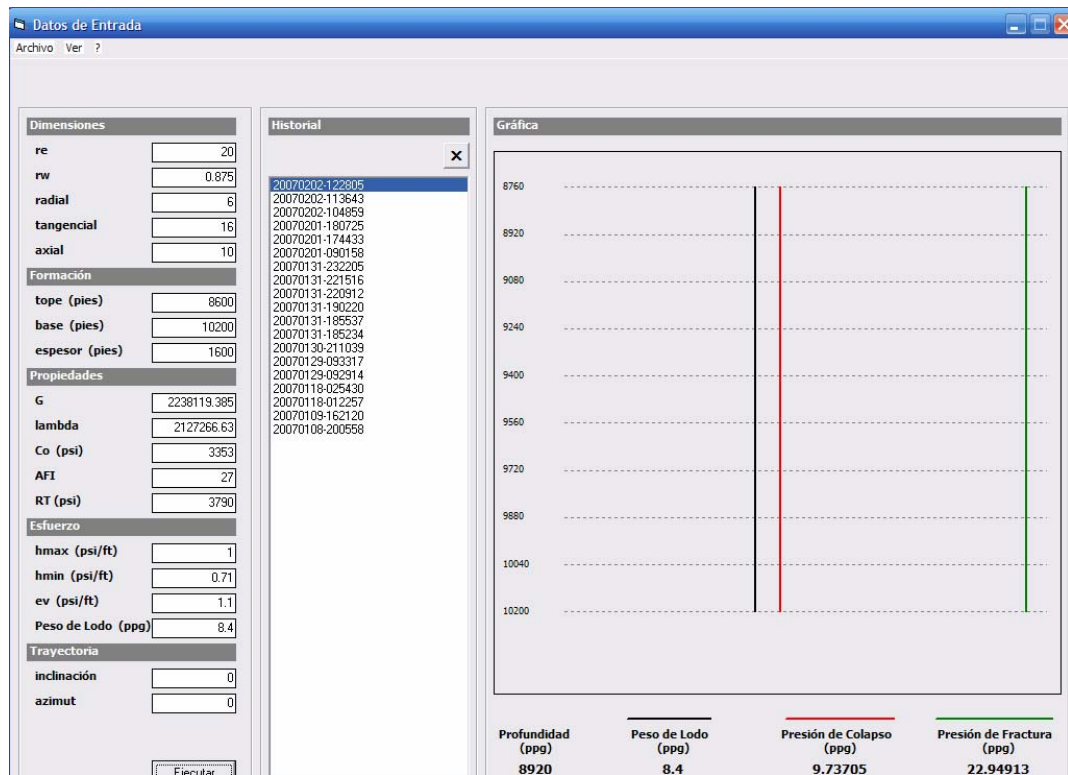 Datos de Entrada
Archivo Ver ?
Dimensiones
re 20
rw 0.875
radial 6
tangencial 16
axial 10
Formación
tope (pies) 8600
base (pies) 10200
espesor (pies) 1600
Propiedades
G 2238119.385
lambda 2127266.63
Co (psi) 3353
AFI 27
RT (psi) 3790
Esfuerzo
hmax (psi/ft) 1
hmin (psi/ft) 0.71
ev (psi/ft) 1.1
Peso de Lodo (ppg) 8.4
Trayectoria
inclinación 0
azimut 0
Ejecutar
Historial
X
20070202-122805
20070202-113643
20070202-104859
20070201-180725
20070201-174433
20070201-090158
20070131-232205
20070131-221516
20070131-220912
20070131-190220
20070131-185537
20070131-185234
20070130-211039
20070129-093317
20070129-092914
20070118-025430
20070118-012257
20070109-162120
20070108-200558
Gráfica
8760
8920
9080
9240
9400
9560
9720
9880
10040
10200
Profundidad (ppg) 8920
Peso de Lodo (ppg) 8.4
Presión de Colapso (ppg) 9.73705
Presión de Fractura (ppg) 22.94913